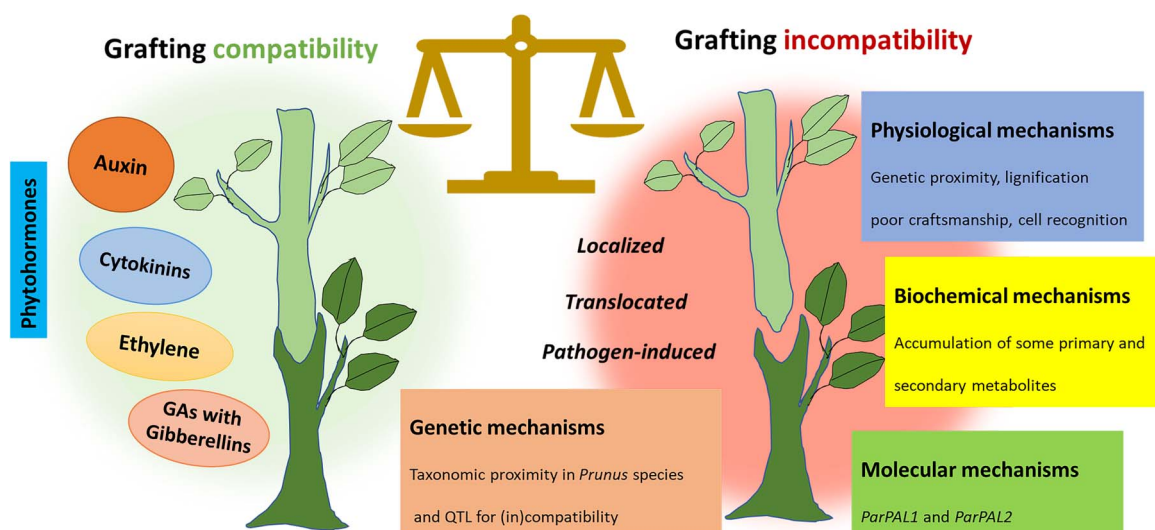 Grafting compatibility
Phytohormones
Auxin
Cytokinins
Ethylene
GAs with
Gibberellins
Grafting incompatibility
Localized
Translocated
Pathogen-induced
Physiological mechanisms
Genetic proximity, lignification
poor craftsmanship, cell recognition
Biochemical mechanisms
Accumulation of some primary and
secondary metabolites
Genetic mechanisms
Taxonomic proximity in Prunus species
and QTL for (in)compatibility
Molecular mechanisms
ParPAL1 and ParPAL2